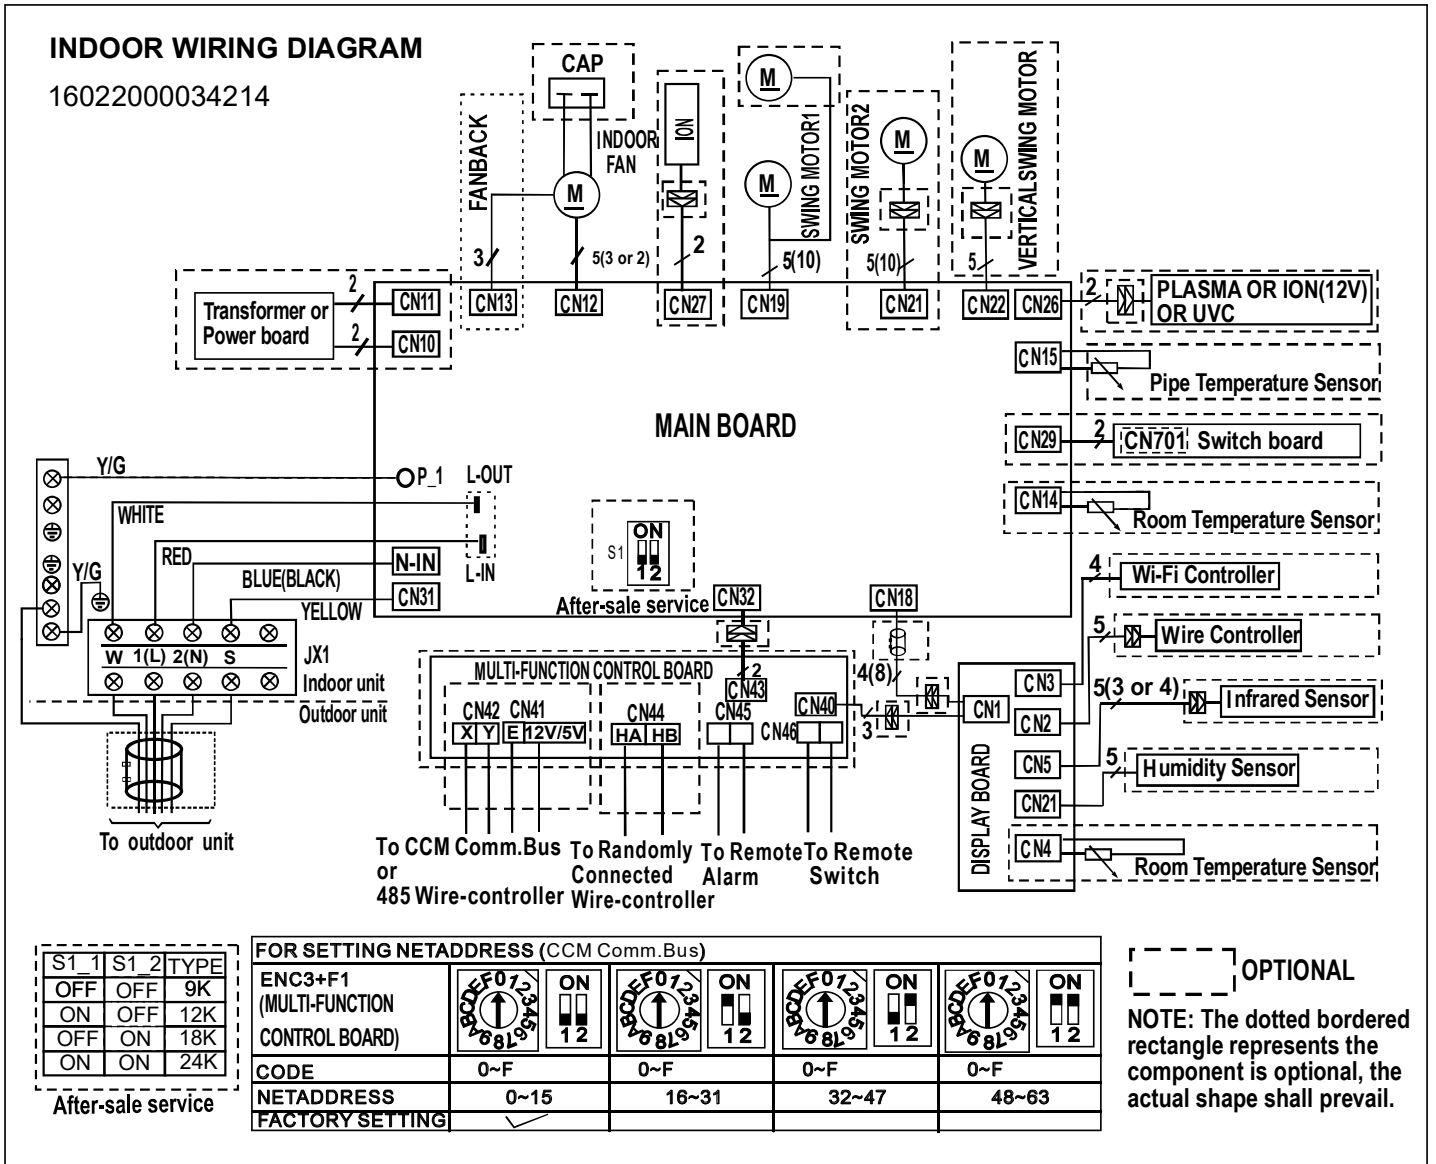 INDOOR WIRING DIAGRAM
16022000034214
CAP
FANBACK
INDOOR
FAN
M
ION
M
M
SWING MOTOR1
SWING MOTOR2
M
VERTICALSWING MOTOR
M
3
5(3 or 2)
2
5(10)
5(10)
5
Transformer or
Power board
2
2
CN11
CN10
CN13
CN12
CN27
CN19
CN21
CN22
CN26
2
PLASMA OR ION(12V)
OR UVC
CN15
Pipe Temperature Sensor
MAIN BOARD
CN29
2
CN701 Switch board
CN14
Room Temperature Sensor
Y/G
P_1
L-OUT
WHITE
RED
L-IN
N-IN
BLUE(BLACK)
CN31
YELLOW
Y/G
S1
ON
1 2
After-sale service
CN32
CN18
4
Wi-Fi Controller
5
Wire Controller
5(3 or 4)
Infrared Sensor
5
Humidity Sensor
W 1(L) 2(N) S
JX1
Indoor unit
Outdoor unit
To outdoor unit
MULTI-FUNCTION CONTROL BOARD
2
CN43
4(8)
CN42
CN41
X Y
E 12V/5V
CN44
HA HB
CN45
CN40
CN46
3
CN1
CN3
CN2
CN5
CN21
CN4
DISPLAY BOARD
Room Temperature Sensor
To CCM Comm.Bus
or
485 Wire-controller
To Randomly
Connected
Wire-controller
To Remote
Alarm
To Remote
Switch
S1_1 S1_2 TYPE
OFF OFF 9K
ON OFF 12K
OFF ON 18K
ON ON 24K
After-sale service
FOR SETTING NETADDRESS (CCM Comm.Bus)
ENC3+F1
(MULTI-FUNCTION
CONTROL BOARD)
0123456789ABCDEF
ON
1 2
0123456789ABCDEF
ON
1 2
0123456789ABCDEF
ON
1 2
0123456789ABCDEF
ON
1 2
CODE 0~F 0~F 0~F 0~F
NETADDRESS 0~15 16~31 32~47 48~63
FACTORY SETTING
OPTIONAL
NOTE: The dotted bordered
rectangle represents the
component is optional, the
actual shape shall prevail.